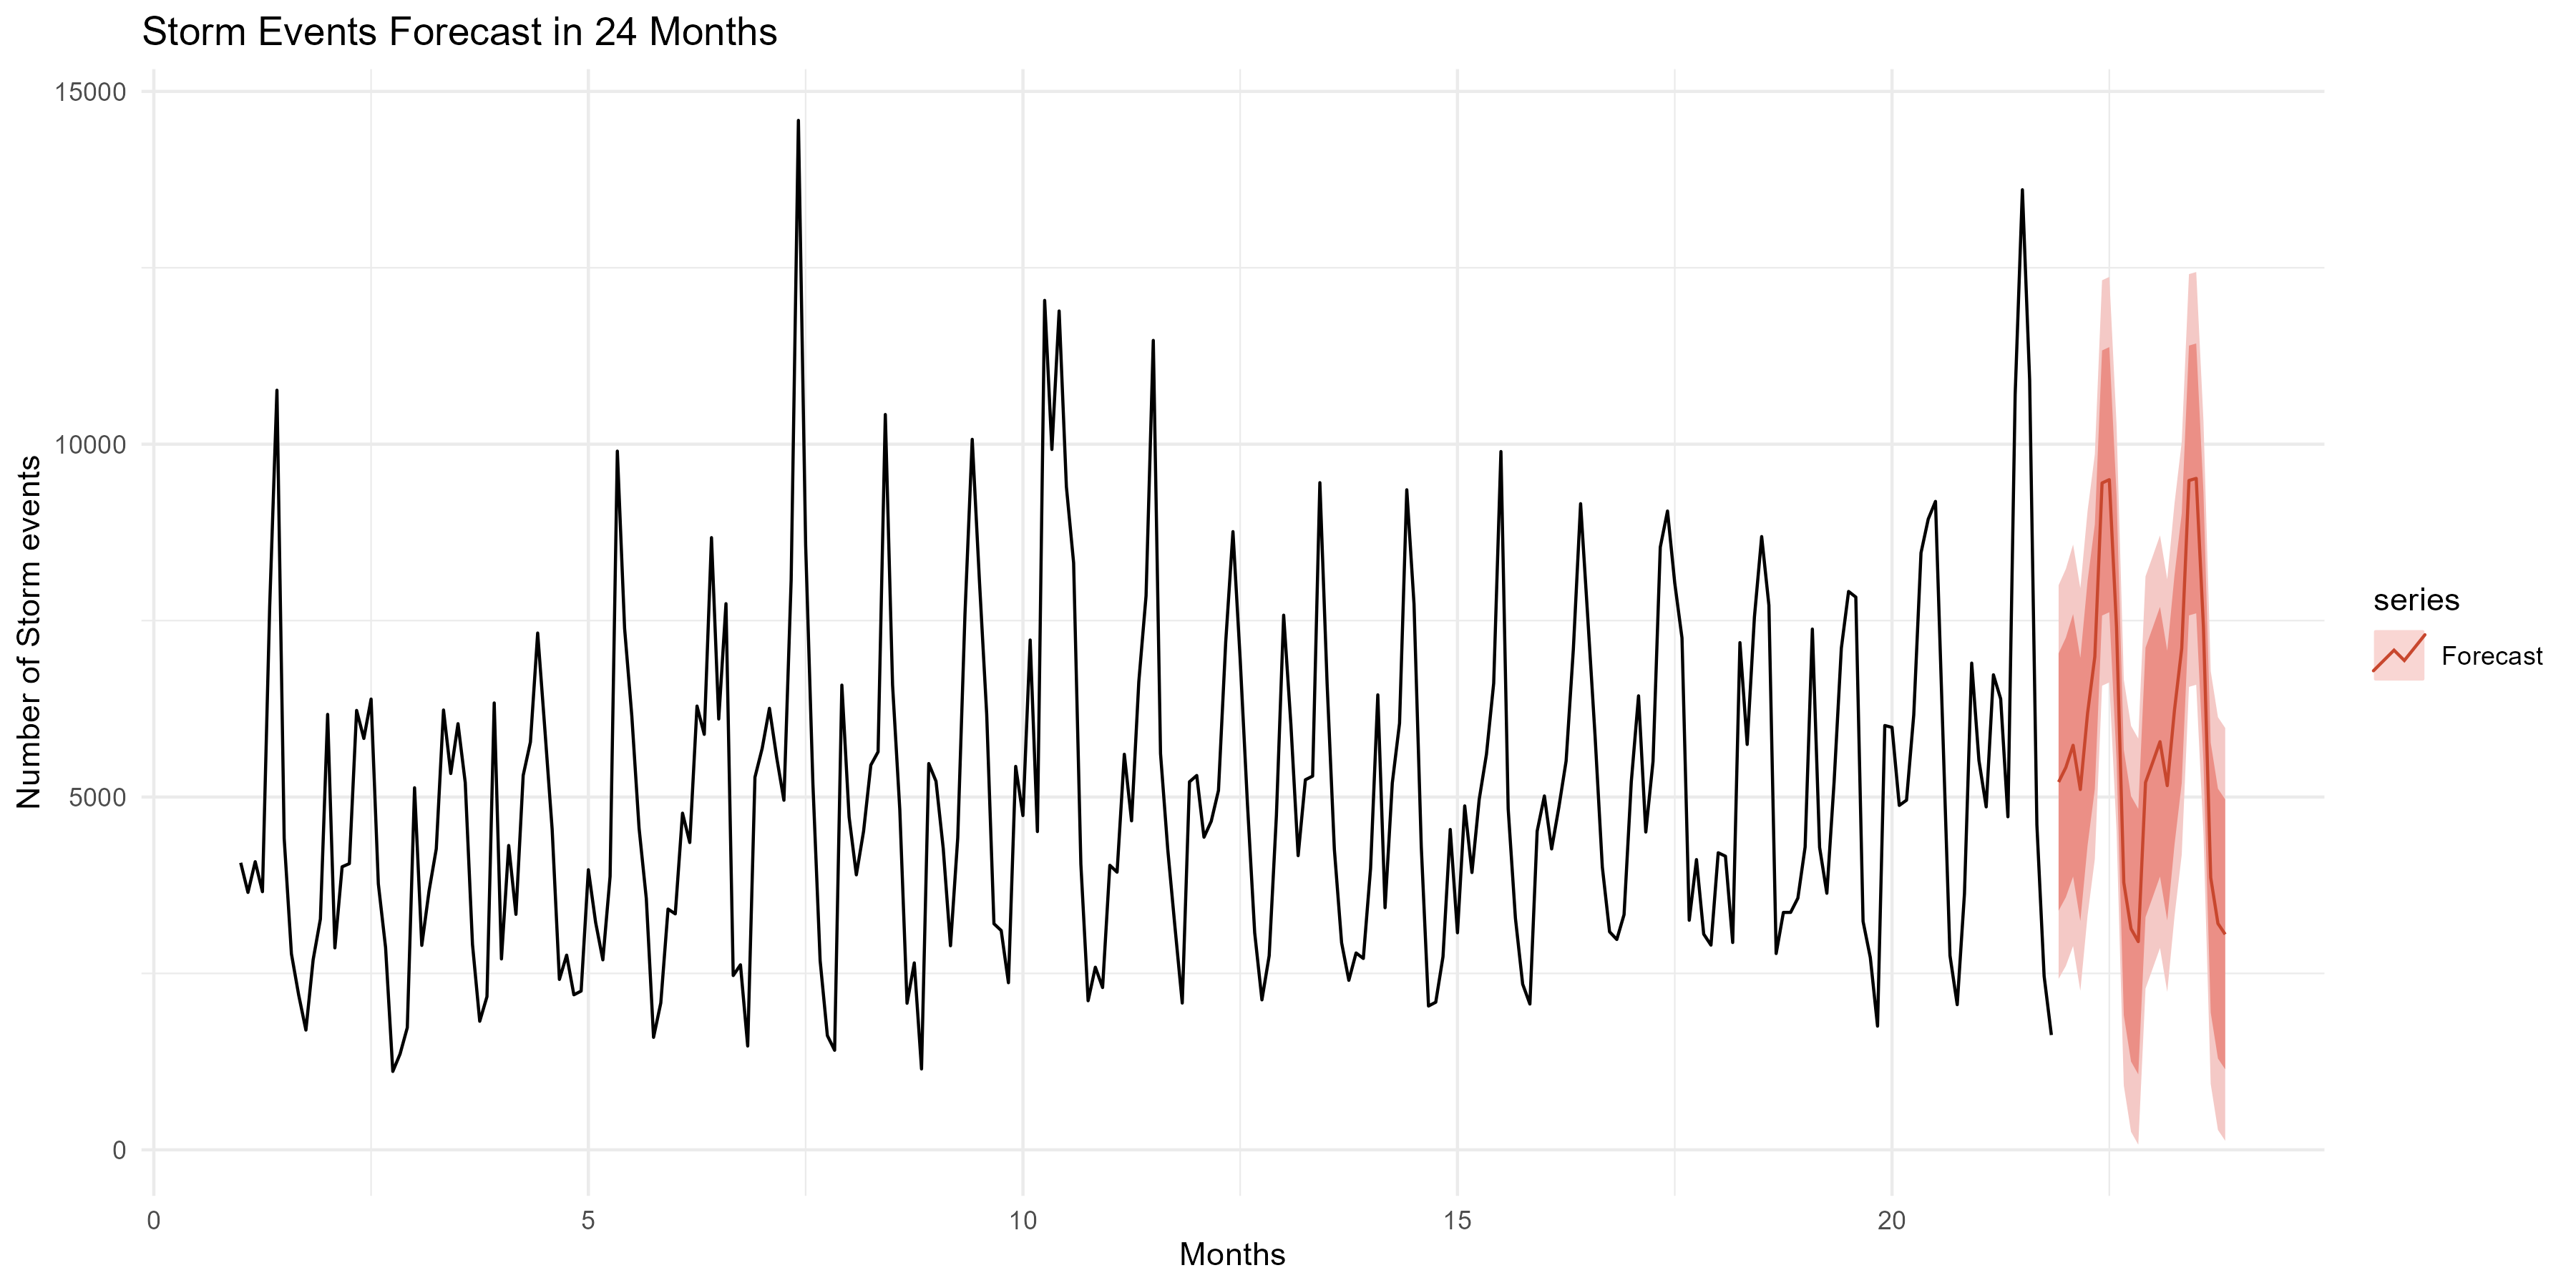 Storm Events Forecast in 24 Months
15000
10000
5000
0
Number of Storm events
0 5 10 15 20
Months
series
Forecast